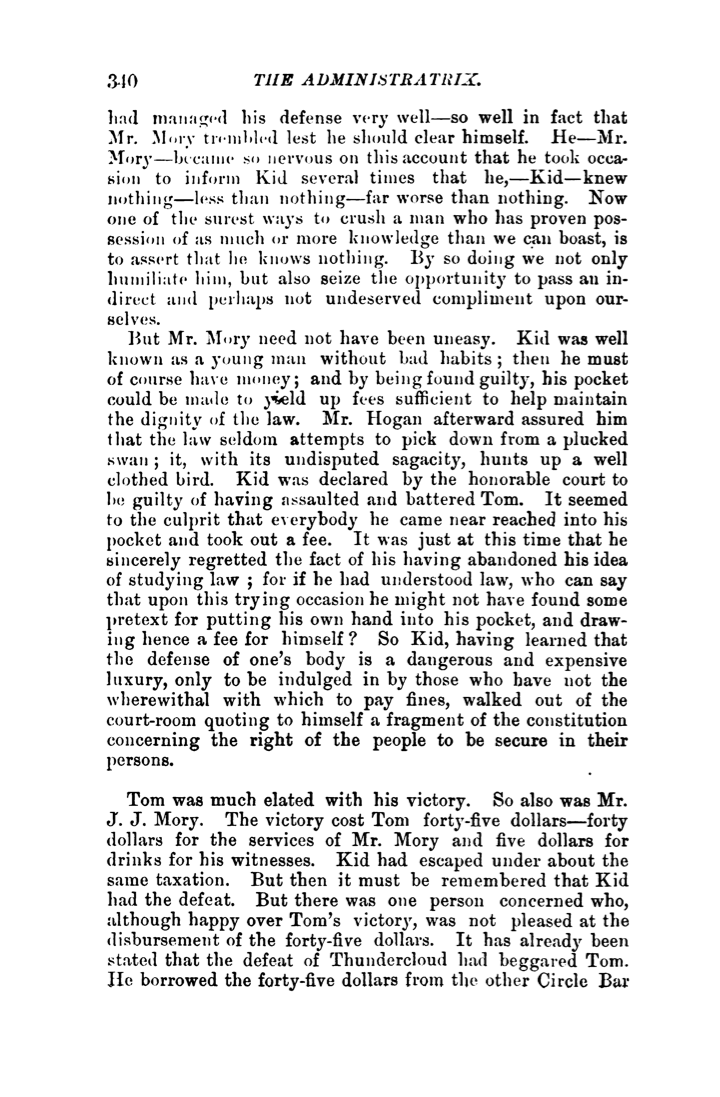 340 THE ADMINISTRATRIX.
had managed his defense very well—so well in fact that
Mr. Mory trembled lest he should clear himself. He—Mr.
Mory—became so nervous on this account that he took occa-
sion to inform Kid several times that he,—Kid—knew
nothing—less than nothing—far worse than nothing. Now
one of the surest ways to crush a man who has proven pos-
session of as much or more knowledge than we can boast, is
to assert that he knows nothing. By so doing we not only
humiliate him, but also seize the opportunity to pass an in-
direct and perhaps not undeserved compliment upon our-
selves.
But Mr. Mory need not have been uneasy. Kid was well
known as a young man without bad habits; then he must
of course have money; and by being found guilty, his pocket
could be made to yield up fees sufficient to help maintain
the dignity of the law. Mr. Hogan afterward assured him
that the law seldom attempts to pick down from a plucked
swan; it, with its undisputed sagacity, hunts up a well
clothed bird. Kid was declared by the honorable court to
be guilty of having assaulted and battered Tom. It seemed
to the culprit that everybody he came near reached into his
pocket and took out a fee. It was just at this time that he
sincerely regretted the fact of his having abandoned his idea
of studying law; for if he had understood law, who can say
that upon this trying occasion he might not have found some
pretext for putting his own hand into his pocket, and draw-
ing hence a fee for himself? So Kid, having learned that
the defense of one's body is a dangerous and expensive
luxury, only to be indulged in by those who have not the
wherewithal with which to pay fines, walked out of the
court-room quoting to himself a fragment of the constitution
concerning the right of the people to be secure in their
persons.
Tom was much elated with his victory. So also was Mr.
J. J. Mory. The victory cost Tom forty-five dollars—forty
dollars for the services of Mr. Mory and five dollars for
drinks for his witnesses. Kid had escaped under about the
same taxation. But then it must be remembered that Kid
had the defeat. But there was one person concerned who,
although happy over Tom's victory, was not pleased at the
disbursement of the forty-five dollars. It has already been
stated that the defeat of Thundercloud had beggared Tom.
He borrowed the forty-five dollars from the other Circle Bar